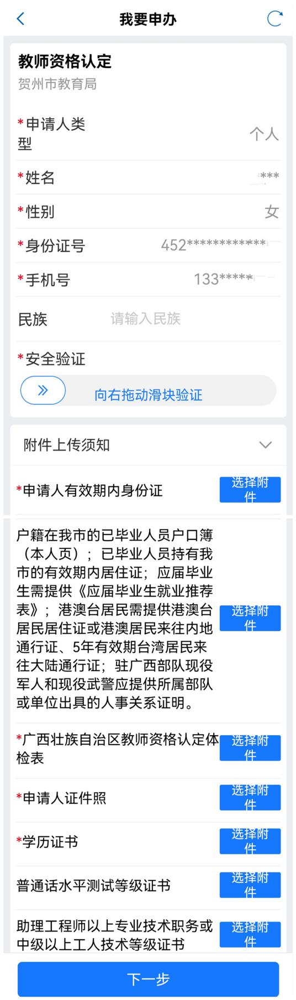 我要申办
教师资格认定
贺州市教育局
*申请人类
型
个人
*姓名
***
*性别
女
*身份证号
452************
*手机号
133*****
民族
请输入民族
*安全验证
向右拖动滑块验证
附件上传须知
*申请人有效期内身份证
选择附
件
户籍在我市的已毕业人员户口簿
（本人页）；已毕业人员持有我
市的有效期内居住证；应届毕业
生需提供《应届毕业生就业推荐
表》；港澳台居民需提供港澳台
居民居住证或港澳居民来往内地
通行证、5年有效期台湾居民来
往大陆通行证；驻广西部队现役
军人和现役武警应提供所属部队
或单位出具的人事关系证明。
选择附
件
*广西壮族自治区教师资格认定体
检表
选择附
件
*申请人证件照
选择附
件
*学历证书
选择附
件
普通话水平测试等级证书
选择附
件
助理工程师以上专业技术职务或
中级以上工人技术等级证书
选择附
件
下一步